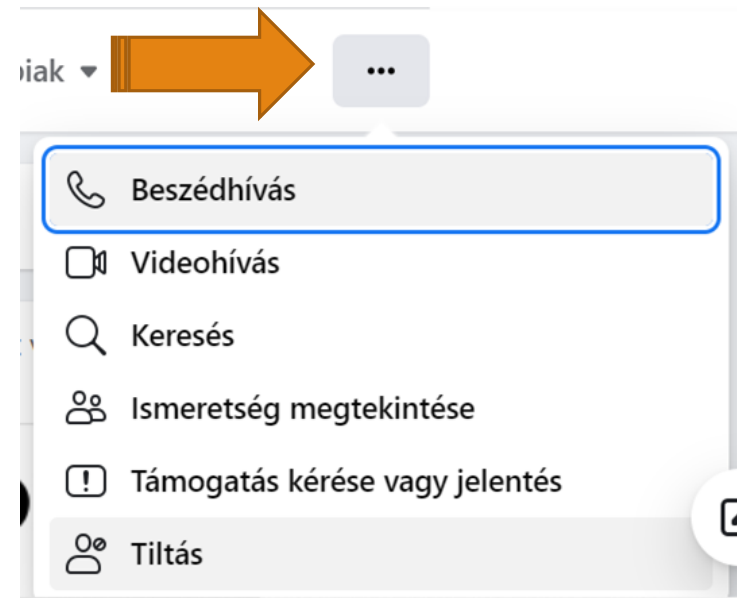 Beszédhívás
Videohívás
Keresés
Ismeretség megtekintése
Támogatás kérése vagy jelentés
Tiltás